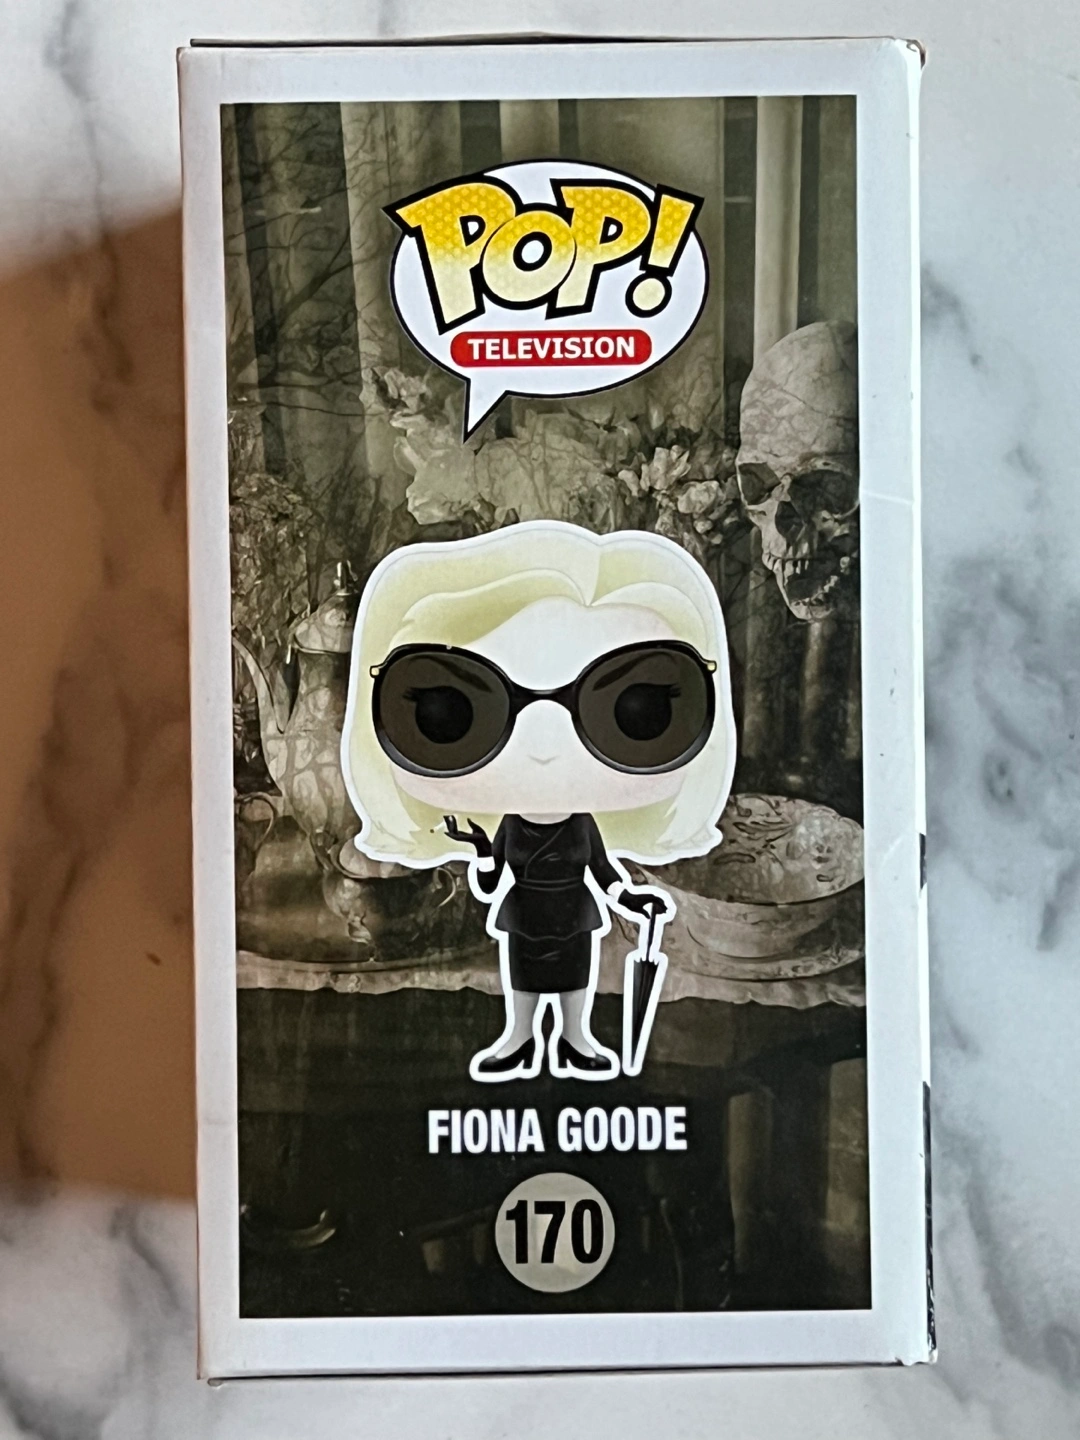 POP!
TELEVISION
FIONA GOODE
170